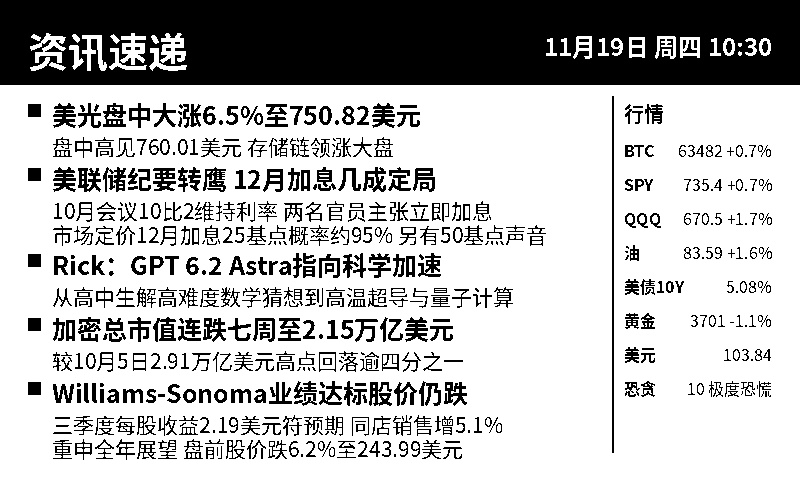 资讯速递
11月19日 周四 10:30
美光盘中大涨6.5%至750.82美元
盘中高见760.01美元 存储链领涨大盘
美联储纪要转鹰 12月加息几成定局
10月会议10比2维持利率 两名官员主张立即加息
市场定价12月加息25基点概率约95% 另有50基点声音
Rick：GPT 6.2 Astra指向科学加速
从高中生解高难度数学猜想到高温超导与量子计算
加密总市值连跌七周至2.15万亿美元
较10月5日2.91万亿美元高点回落逾四分之一
Williams-Sonoma业绩达标股价仍跌
三季度每股收益2.19美元符预期 同店销售增5.1%
重申全年展望 盘前股价跌6.2%至243.99美元
行情
BTC 63482 +0.7%
SPY 735.4 +0.7%
QQQ 670.5 +1.7%
油 83.59 +1.6%
美债10Y 5.08%
黄金 3701 -1.1%
美元 103.84
恐贪 10 极度恐慌